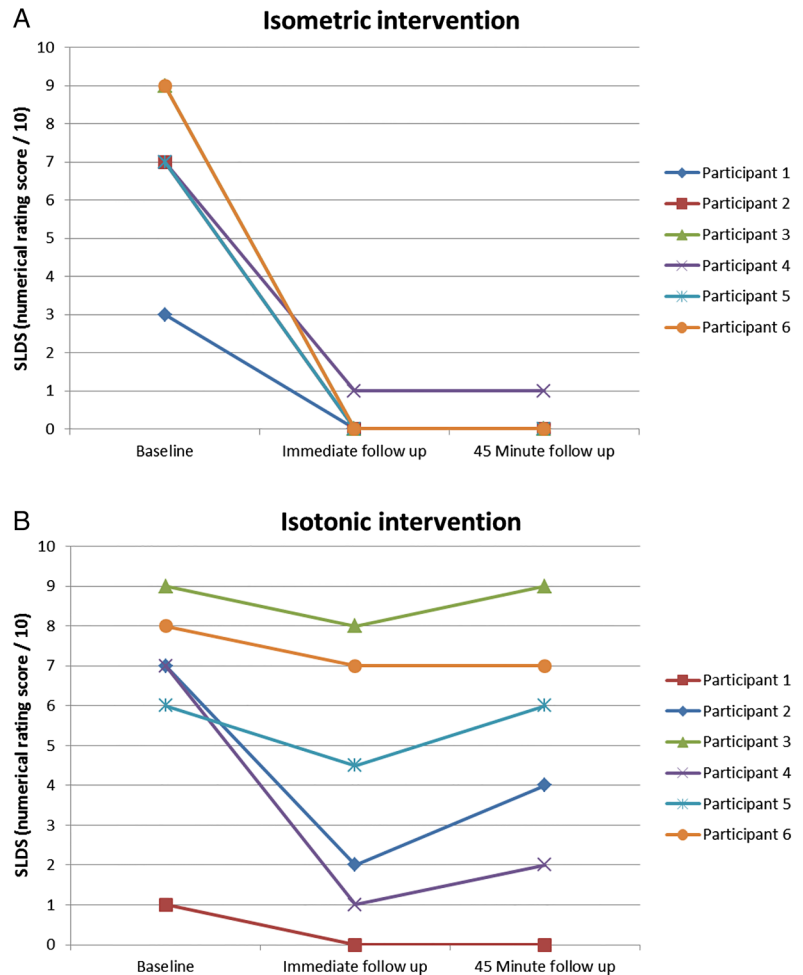 A
Isometric intervention
SLDS (numerical rating score / 10)
10
9
8
7
6
5
4
3
2
1
0
Baseline
Immediate follow up
45 Minute follow up
Participant 1
Participant 2
Participant 3
Participant 4
Participant 5
Participant 6
B
Isotonic intervention
SLDS (numerical rating score / 10)
10
9
8
7
6
5
4
3
2
1
0
Baseline
Immediate follow up
45 Minute follow up
Participant 1
Participant 2
Participant 3
Participant 4
Participant 5
Participant 6